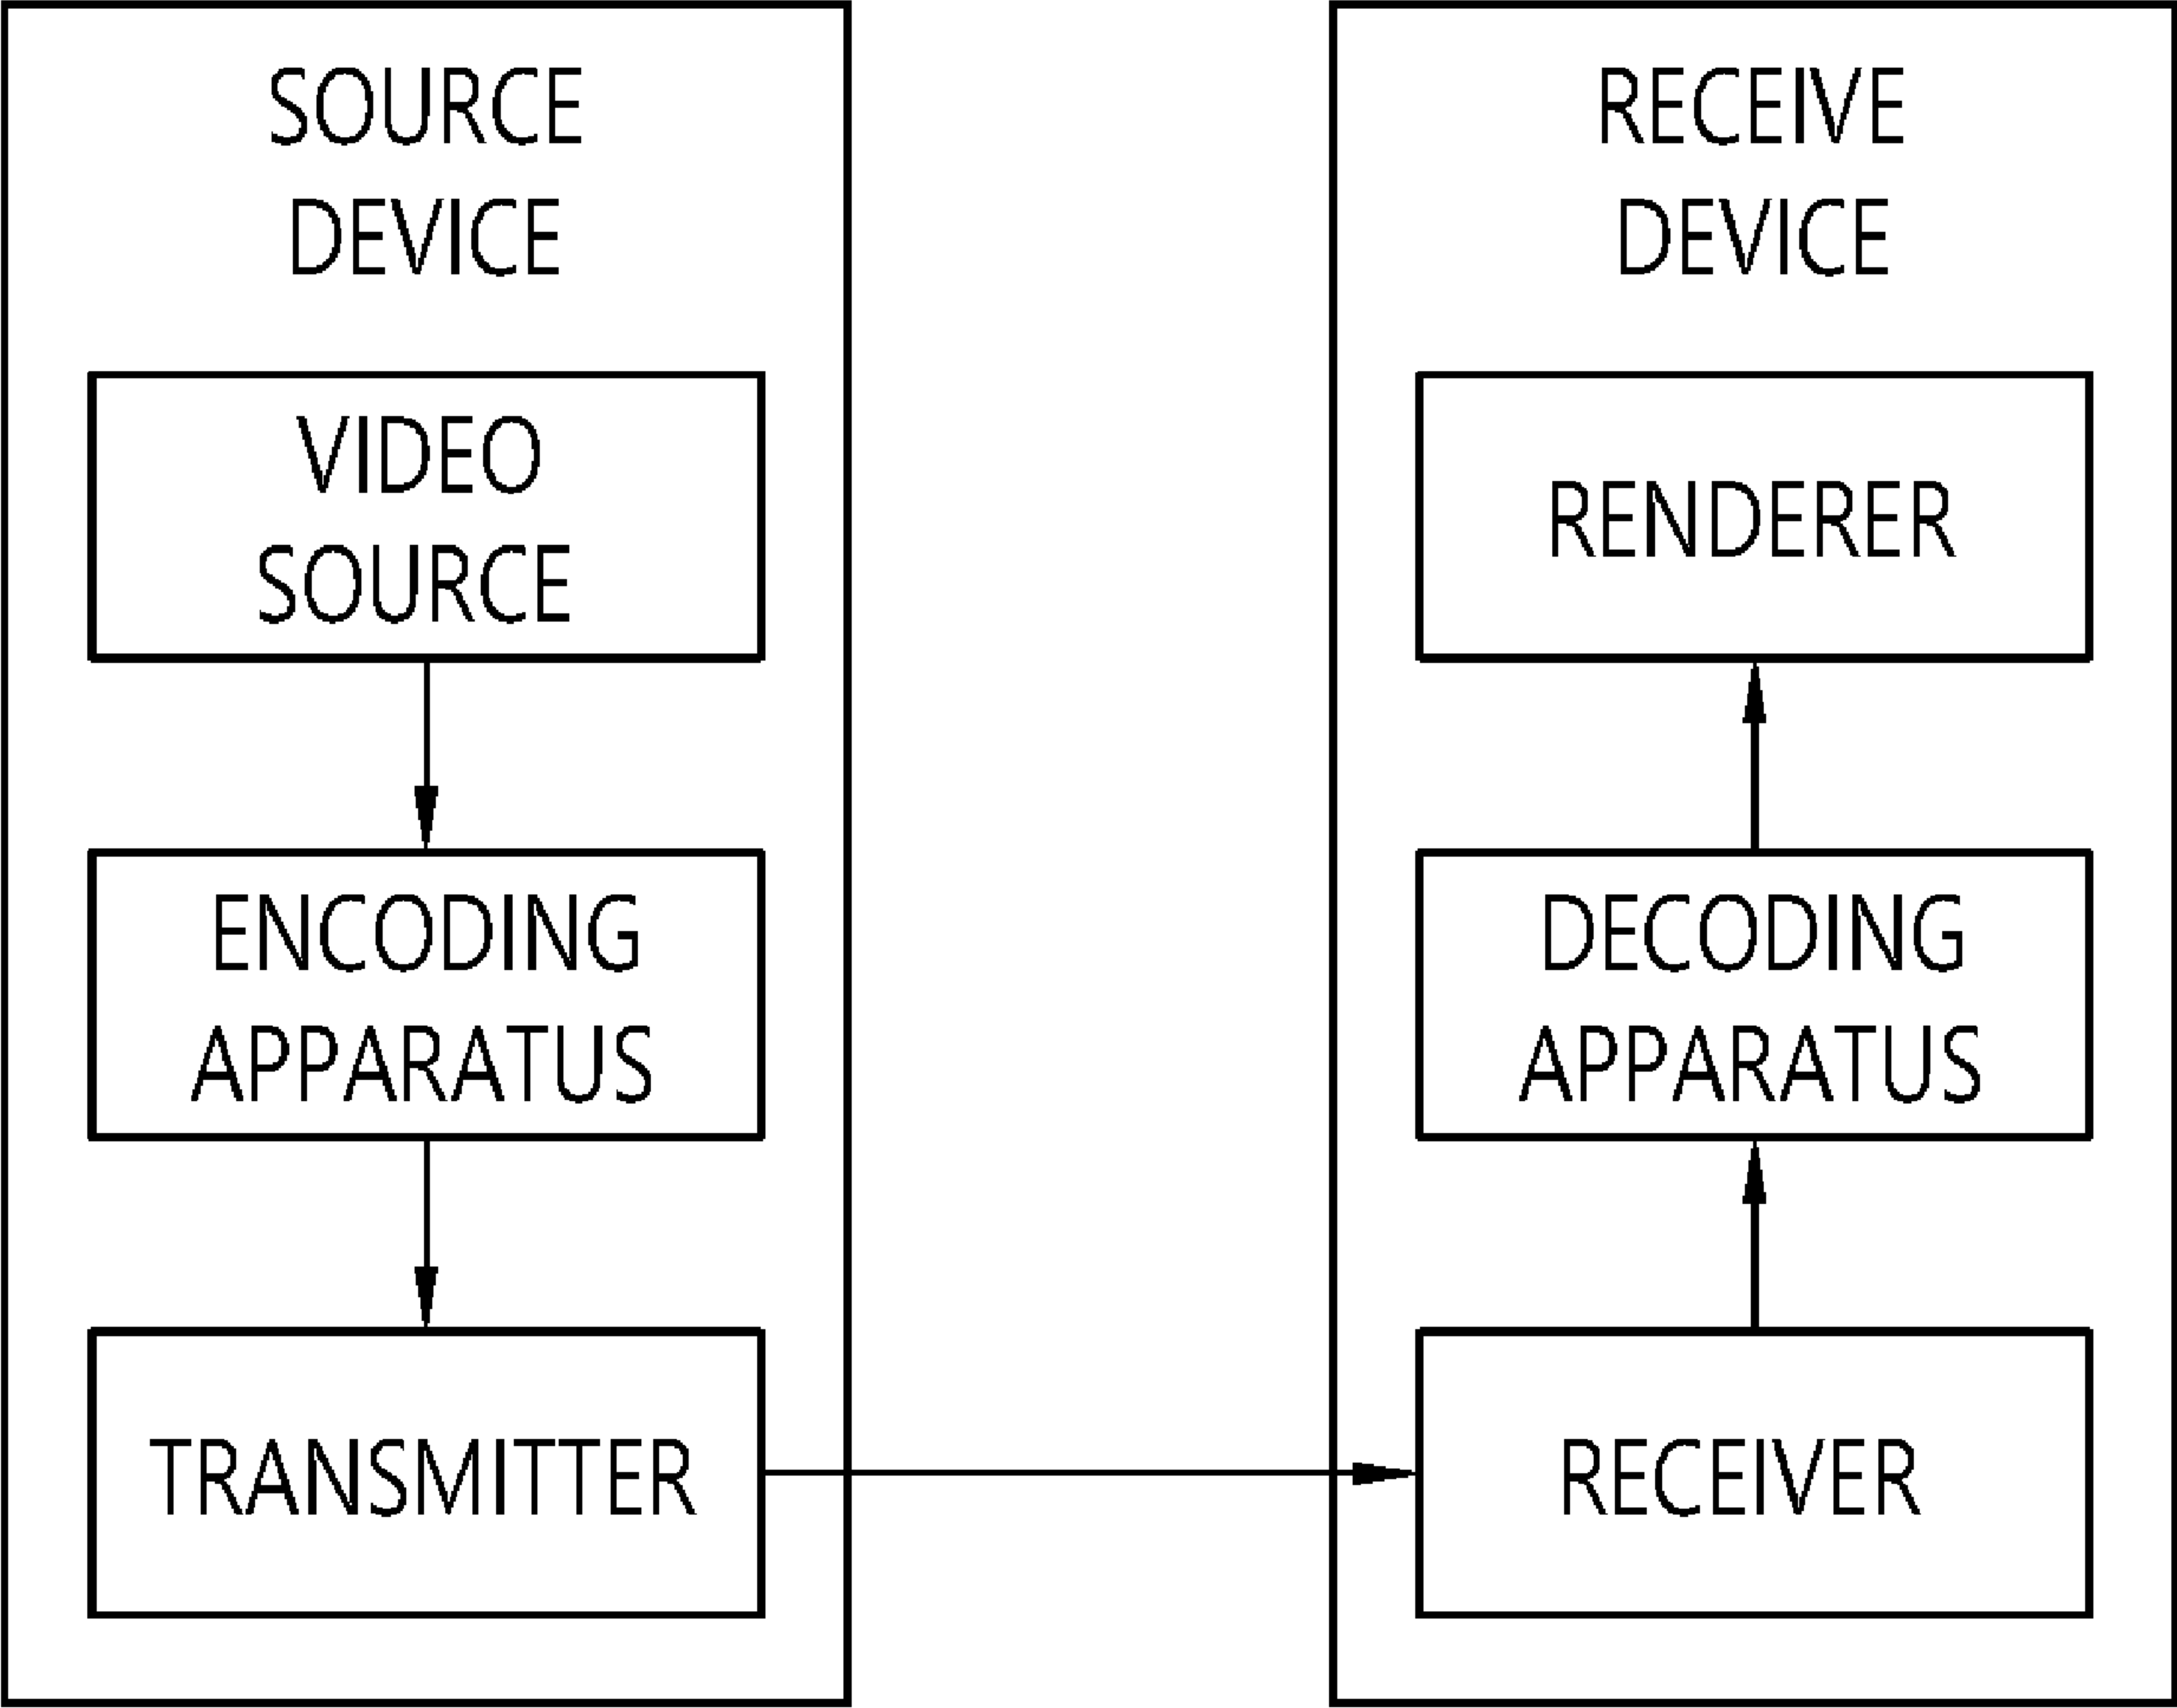 SOURCE
DEVICE
VIDEO
SOURCE
ENCODING
APPARATUS
TRANSMITTER
RECEIVE
DEVICE
RENDERER
DECODING
APPARATUS
RECEIVER